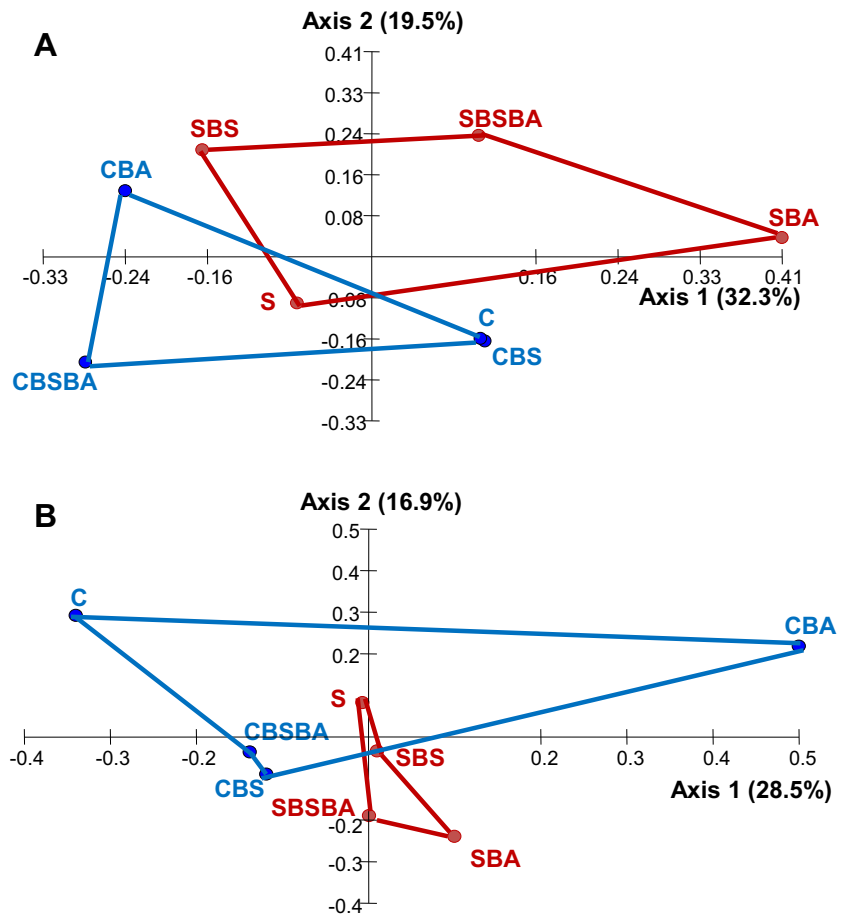 Axis 2 (19.5%)
A
0.41
0.33
0.24
0.16
0.08
SBS
SBSBA
CBA
SBA
-0.33
-0.24
-0.16
0.16
0.24
0.33
0.41
Axis 1 (32.3%)
S
-0.08
C
-0.16
CBS
CBSBA
-0.24
-0.33
Axis 2 (16.9%)
B
0.5
0.4
0.3
0.2
C
CBA
S
CBSBA
SBS
-0.4
-0.3
-0.2
0.2
0.3
0.4
0.5
CBS
Axis 1 (28.5%)
SBSBA
-0.2
SBA
-0.3
-0.4